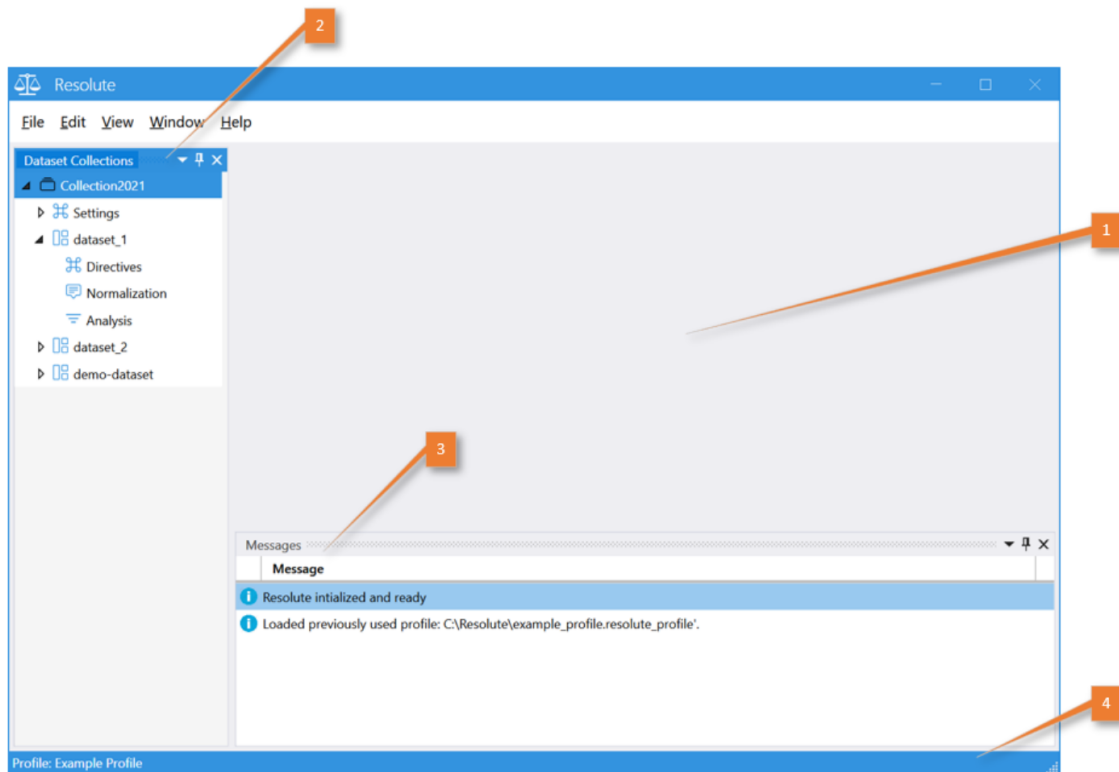 2
Resolute
File Edit View Window Help
Dataset Collections
Collection2021
Settings
dataset_1
Directives
Normalization
Analysis
dataset_2
demo-dataset
1
3
Messages
Message
Resolute intialized and ready
Loaded previously used profile: C:\Resolute\example_profile.resolute_profile'.
4
Profile: Example Profile